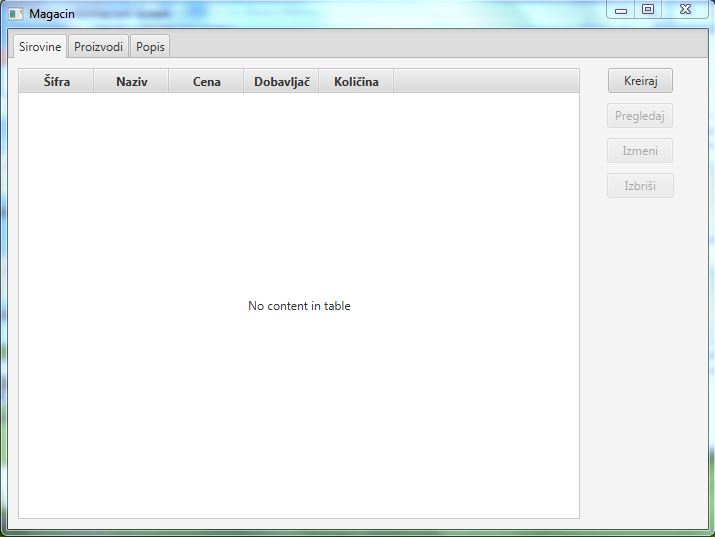 Magacin
Sirovine Proizvodi Popis
Šifra Naziv Cena Dobavljač Količina
Kreiraj
Pregledaj
Izmeni
Izbriši
No content in table